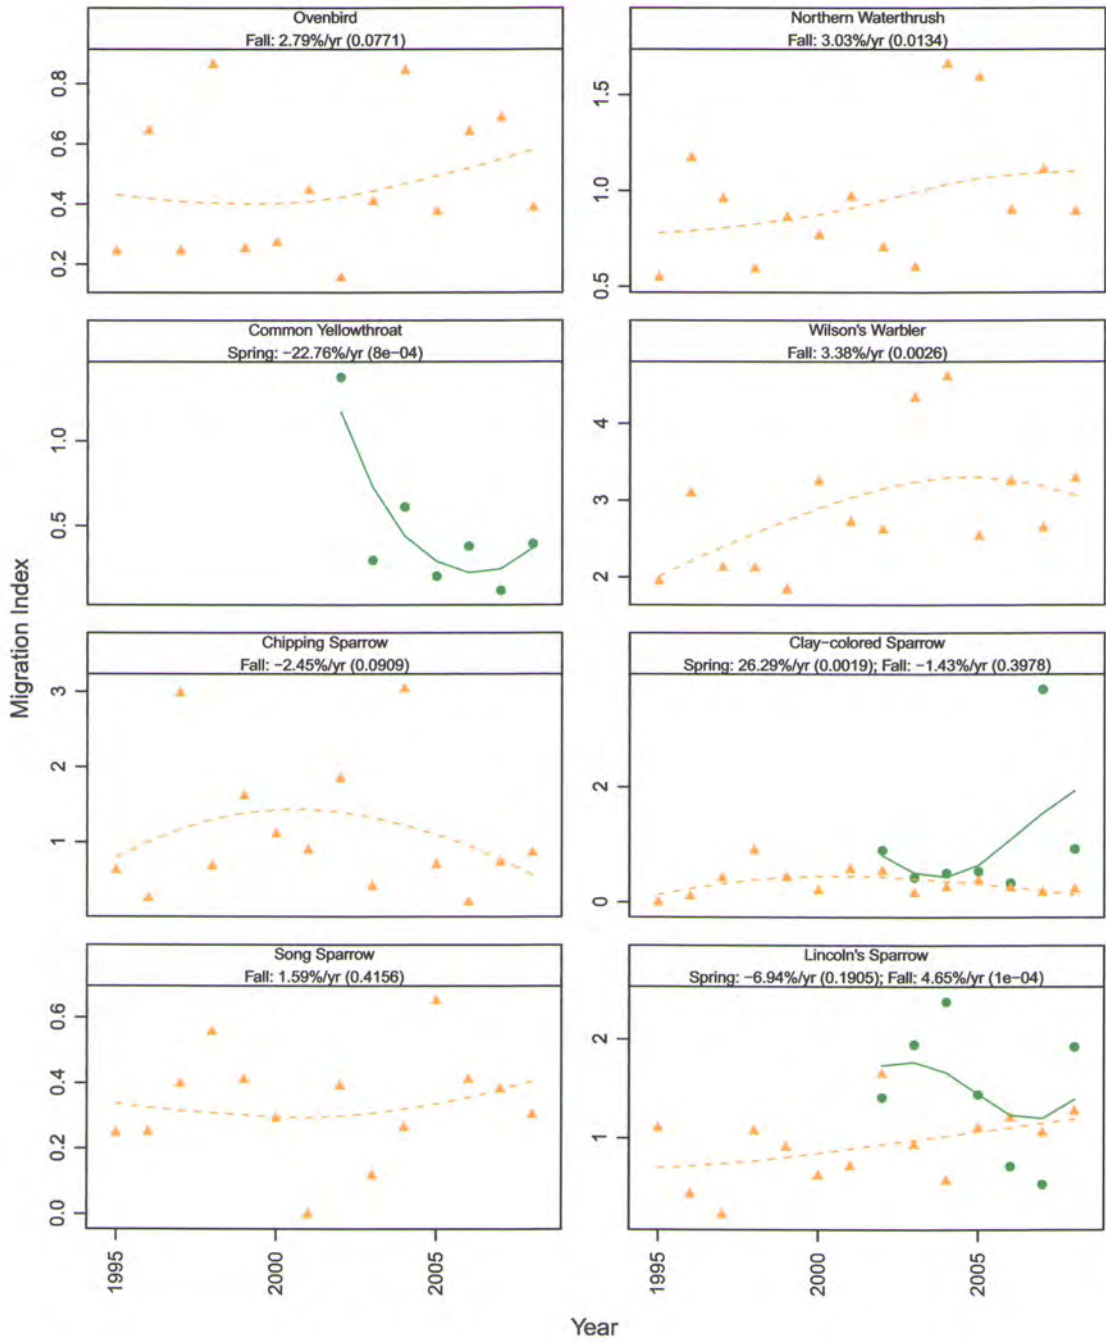 Ovenbird
Fall: 2.79%/yr (0.0771)
0.8
0.6
0.4
0.2
Northern Waterthrush
Fall: 3.03%/yr (0.0134)
1.5
1.0
0.5
Common Yellowthroat
Spring: −22.76%/yr (8e−04)
1.0
0.5
Wilson's Warbler
Fall: 3.38%/yr (0.0026)
4
3
2
Chipping Sparrow
Fall: −2.45%/yr (0.0909)
3
2
1
Clay−colored Sparrow
Spring: 26.29%/yr (0.0019); Fall: −1.43%/yr (0.3978)
2
0
Song Sparrow
Fall: 1.59%/yr (0.4156)
0.6
0.4
0.2
0.0
Lincoln's Sparrow
Spring: −6.94%/yr (0.1905); Fall: 4.65%/yr (1e−04)
2
1
Migration Index
1995
2000
2005
1995
2000
2005
Year